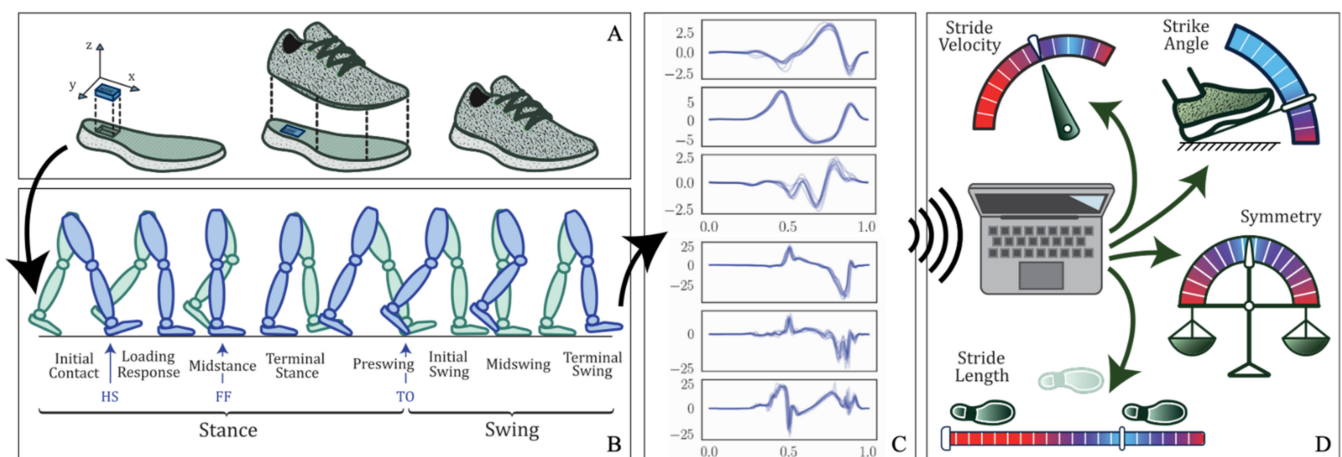 A
z
y
x
Initial
Contact
Loading
Response
Midstance
Terminal
Stance
Preswing
Initial
Swing
Midswing
Terminal
Swing
HS
FF
TO
Stance
Swing
B
2.5
0.0
−2.5
5
0
−5
2.5
0.0
−2.5
0.0
0.5
1.0
25
0
−25
0
−25
25
0
−25
0.0
0.5
1.0
C
Stride
Velocity
Strike
Angle
Symmetry
Stride
Length
D